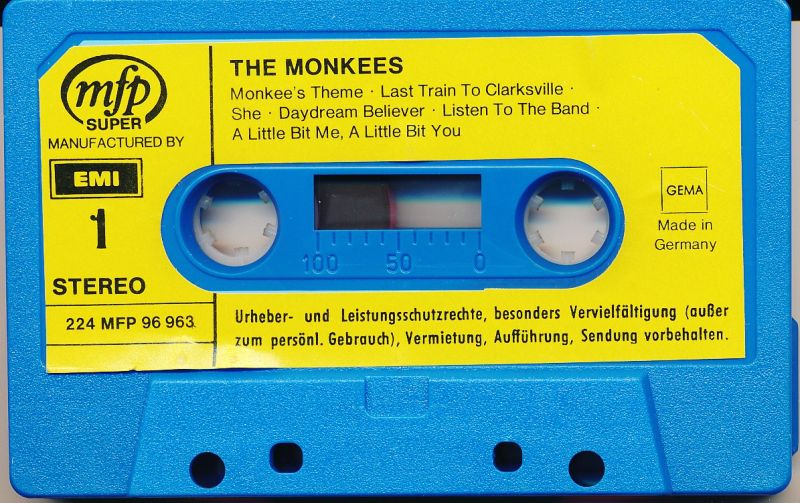 mfp
SUPER
MANUFACTURED BY
EMI
1
STEREO
224 MFP 96 963
THE MONKEES
Monkee's Theme · Last Train To Clarksville ·
She · Daydream Believer · Listen To The Band ·
A Little Bit Me, A Little Bit You
100 50 0
GEMA
Made in
Germany
Urheber- und Leistungsschutzrechte, besonders Vervielfältigung (außer
zum persönl. Gebrauch), Vermietung, Aufführung, Sendung vorbehalten.